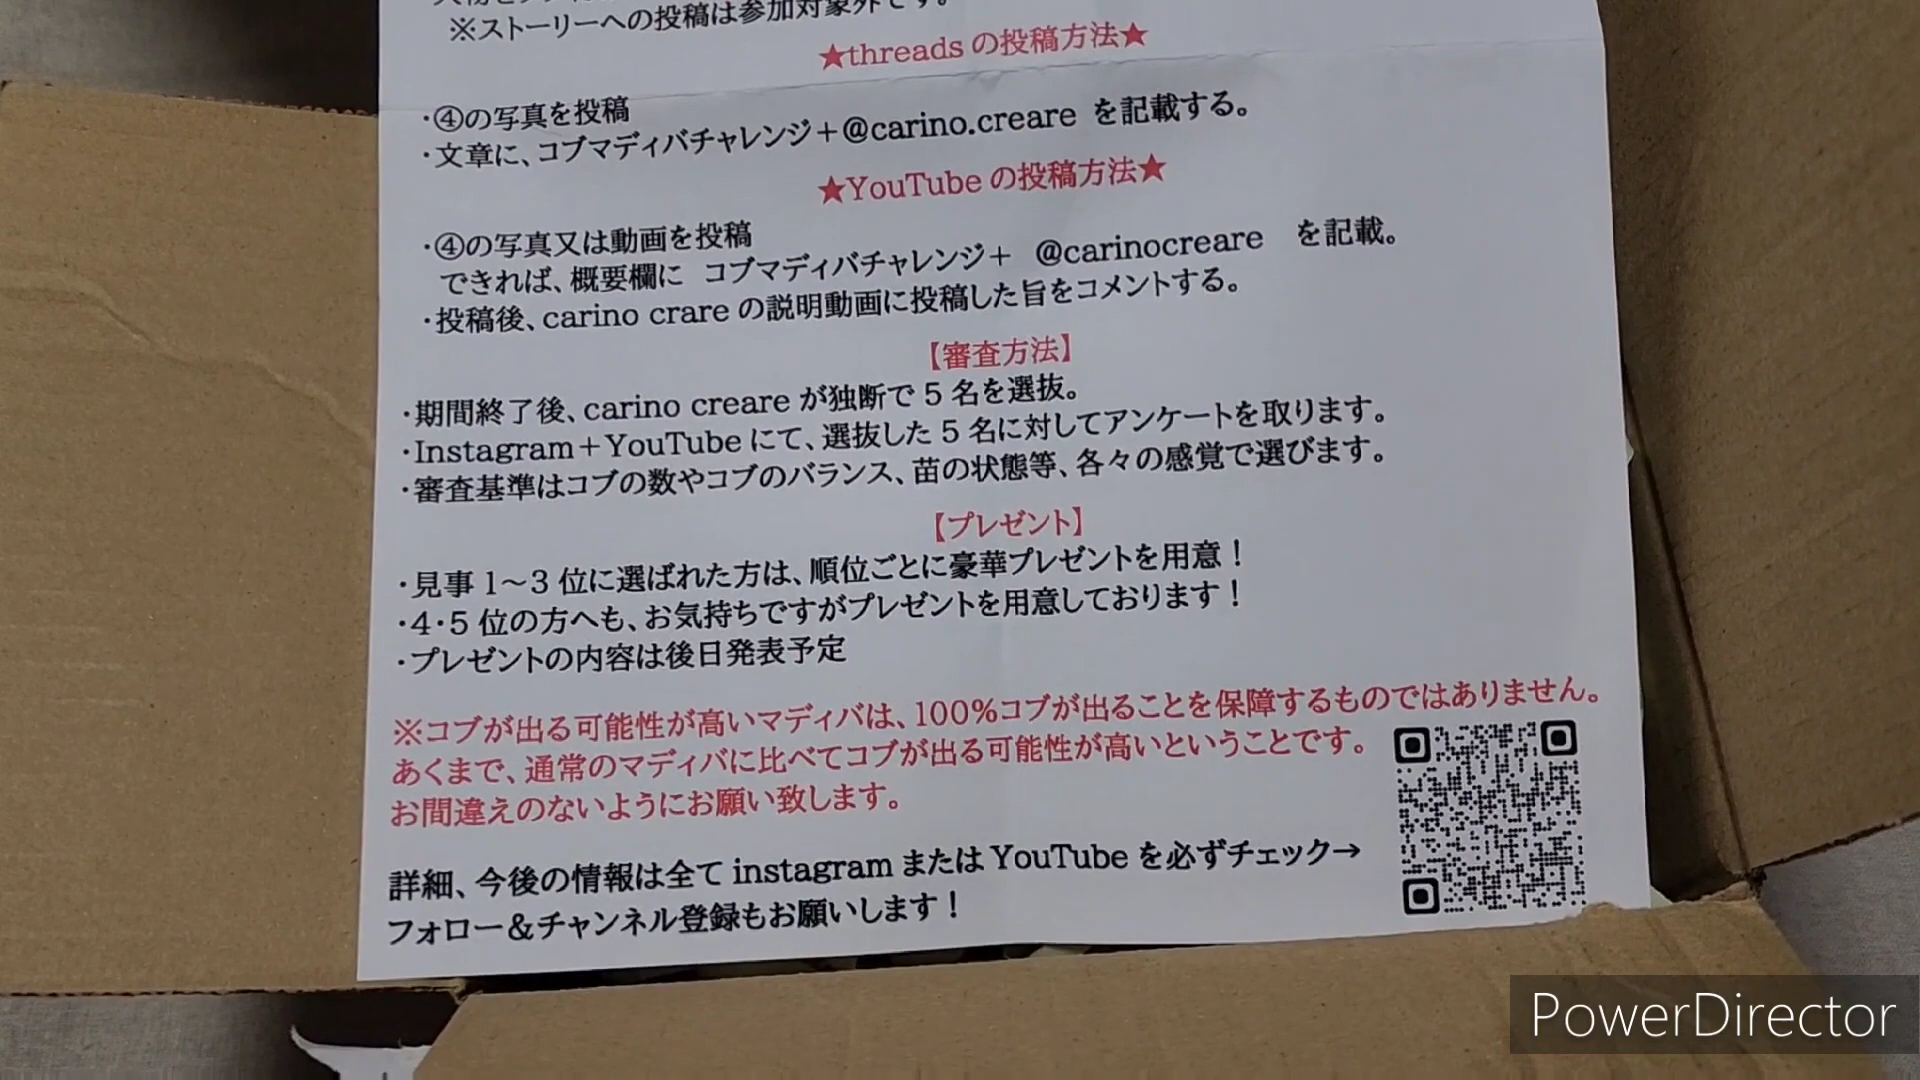 ※ストーリーへの投稿は参加対象外です。
★threads の投稿方法★
・④の写真を投稿
・文章に、コブマディバチャレンジ＋@carino.creare を記載する。
★YouTube の投稿方法★
・④の写真又は動画を投稿
できれば、概要欄に コブマディバチャレンジ＋ @carinocreare を記載。
・投稿後、carino crare の説明動画に投稿した旨をコメントする。
【審査方法】
・期間終了後、carino creare が独断で 5 名を選抜。
・Instagram＋YouTube にて、選抜した 5 名に対してアンケートを取ります。
・審査基準はコブの数やコブのバランス、苗の状態等、各々の感覚で選びます。
【プレゼント】
・見事 1～3 位に選ばれた方は、順位ごとに豪華プレゼントを用意！
・4・5 位の方へも、お気持ちですがプレゼントを用意しております！
・プレゼントの内容は後日発表予定
※コブが出る可能性が高いマディバは、100%コブが出ることを保障するものではありません。
あくまで、通常のマディバに比べてコブが出る可能性が高いということです。
お間違えのないようにお願い致します。
詳細、今後の情報は全て instagram または YouTube を必ずチェック→
フォロー＆チャンネル登録もお願いします！
PowerDirector